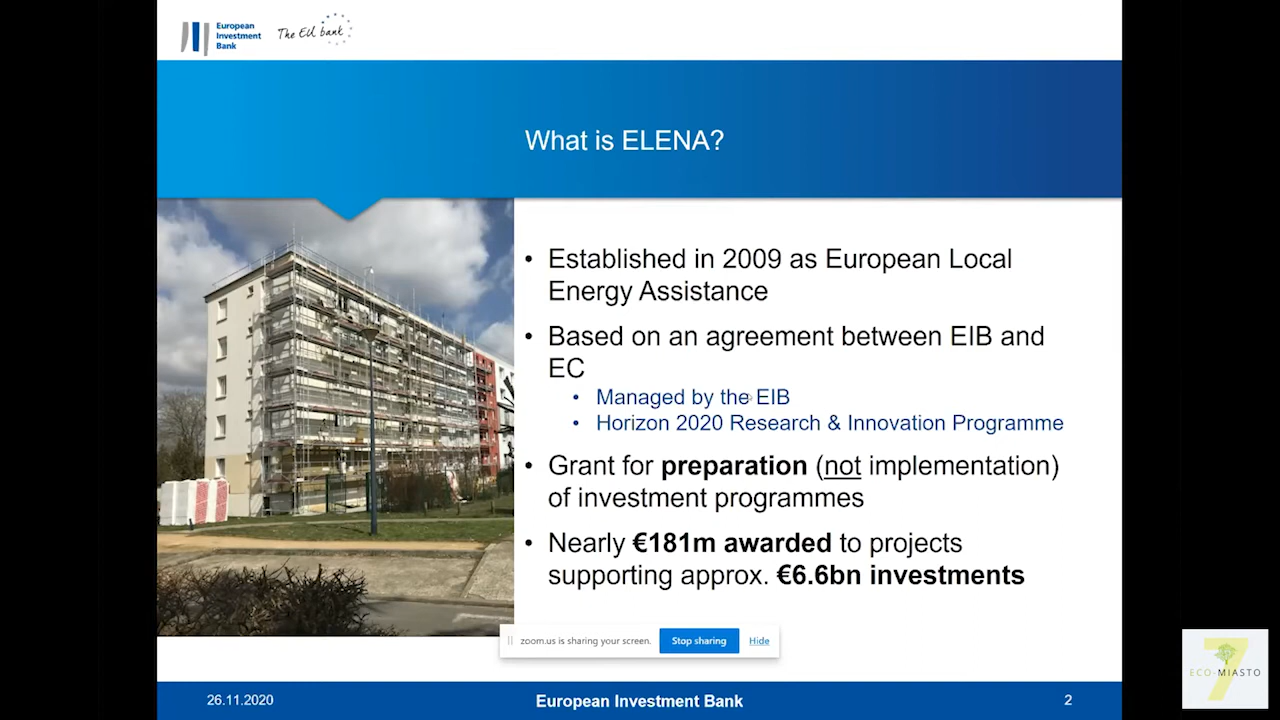 European
Investment
Bank
The EU bank
What is ELENA?
• Established in 2009 as European Local
Energy Assistance
• Based on an agreement between EIB and
EC
• Managed by the EIB
• Horizon 2020 Research & Innovation Programme
• Grant for preparation (not implementation)
of investment programmes
• Nearly €181m awarded to projects
supporting approx. €6.6bn investments
zoom.us is sharing your screen.
Stop sharing
Hide
26.11.2020
European Investment Bank
2
7
ECO-MIASTO